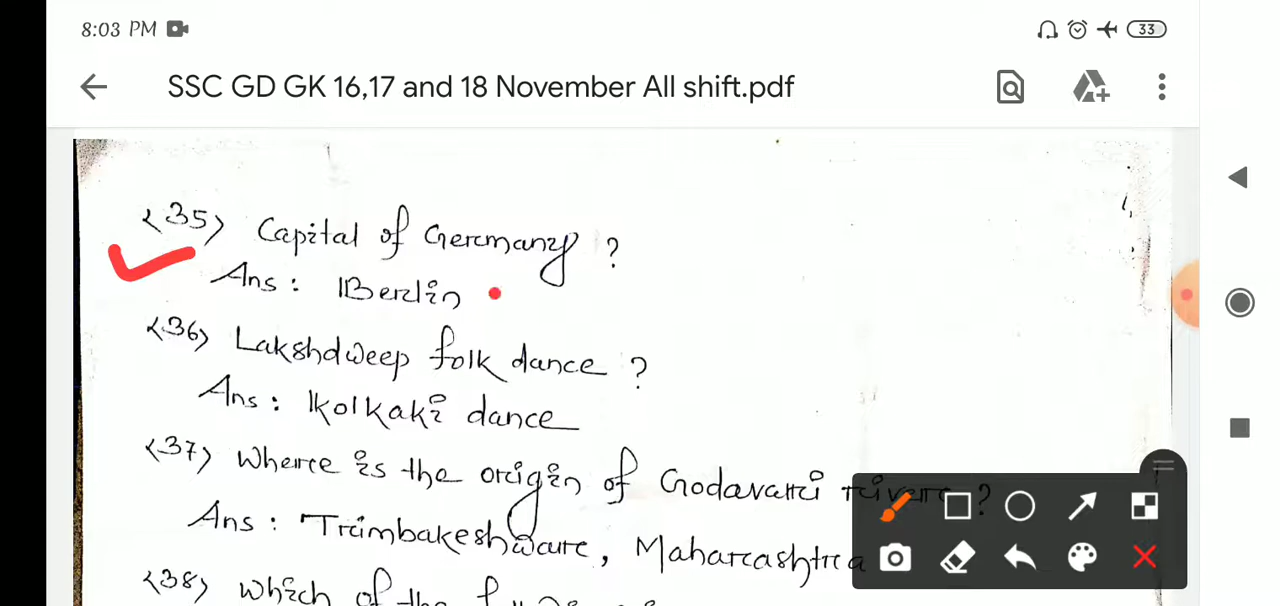 8:03 PM
33
SSC GD GK 16,17 and 18 November All shift.pdf
<35> Capital of Germany ?
Ans : Berlin
<36> Lakshdweep folk dance ?
Ans : Kolkaki dance
<37> Where is the origin of Godavari river ?
Ans : Trimbakeshwar, Maharashtra
<38> Which of the